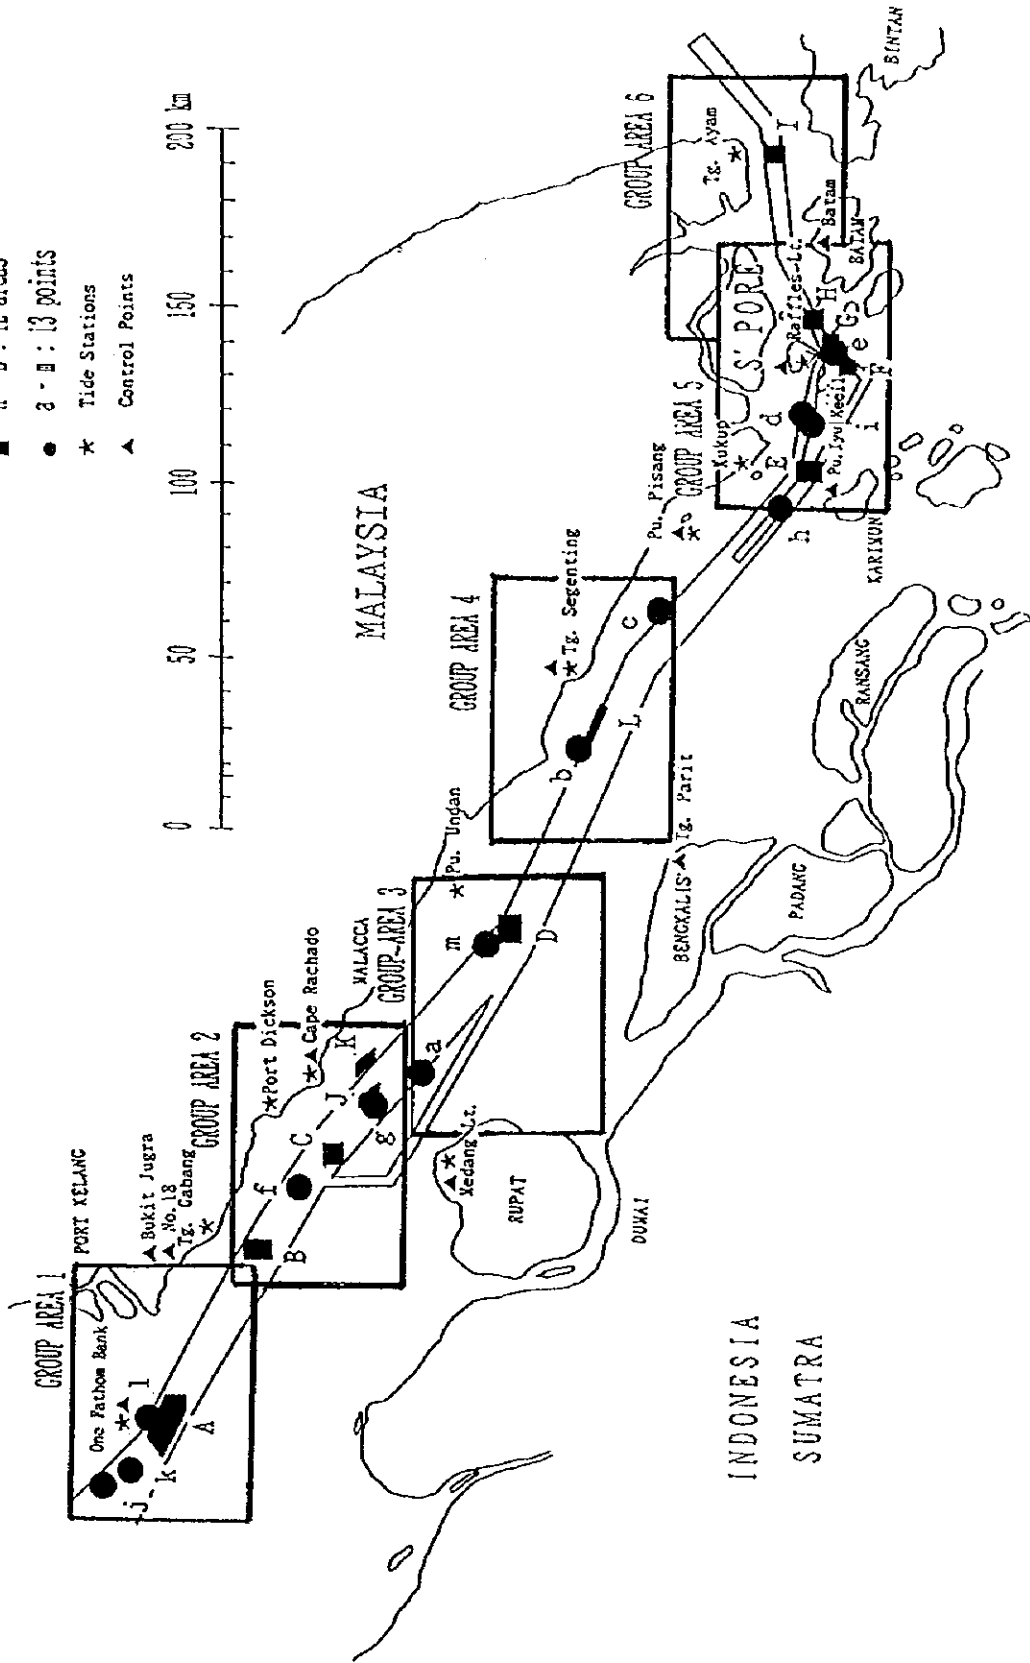 a - m : 13 points
Tide Stations
Control Points
0 50 100 150 200 km
MALAYSIA
GROUP AREA 1
PORT KELANG
One Fathom Bank
Bukit Jugra
No. 18
Tg. Gabang
j
k
l
A
GROUP AREA 2
Port Dickson
Cape Rachado
B
f
C
J
g
K
MALACCA
GROUP AREA 3
Pu. Undan
m
a
D
Kedang Lt.
RUPAT
DUMAI
GROUP AREA 4
Tg. Segenting
b
c
L
BENGKALIS
Tg. Parit
PADANG
RANSANG
Pu. Pisang
GROUP AREA 5
Kukup
S'PORE
Raffles-Lt.
d
E
h
i
H
G
e
F
Pu. Iyu Kecil
KARIMUN
GROUP AREA 6
Tg. Ayam
I
Batam
BATAM
BINTAN
INDONESIA
SUMATRA